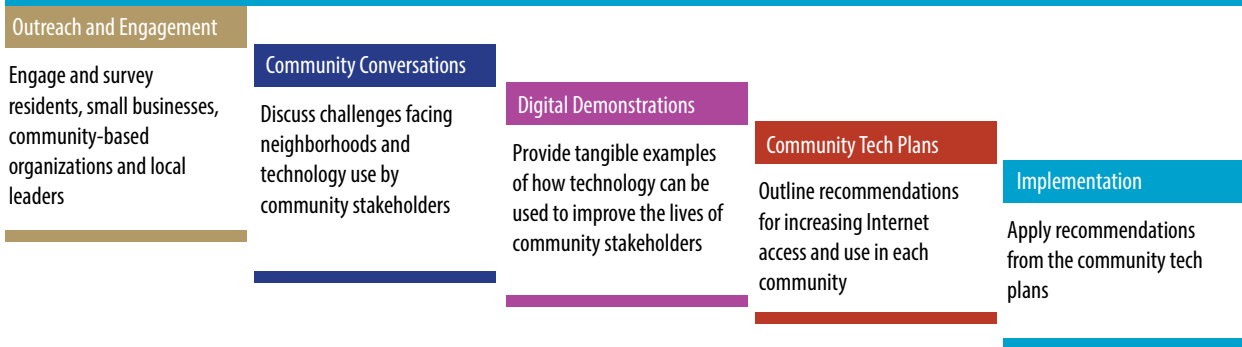 Outreach and Engagement
Engage and survey
residents, small businesses,
community-based
organizations and local
leaders
Community Conversations
Discuss challenges facing
neighborhoods and
technology use by
community stakeholders
Digital Demonstrations
Provide tangible examples
of how technology can be
used to improve the lives of
community stakeholders
Community Tech Plans
Outline recommendations
for increasing Internet
access and use in each
community
Implementation
Apply recommendations
from the community tech
plans